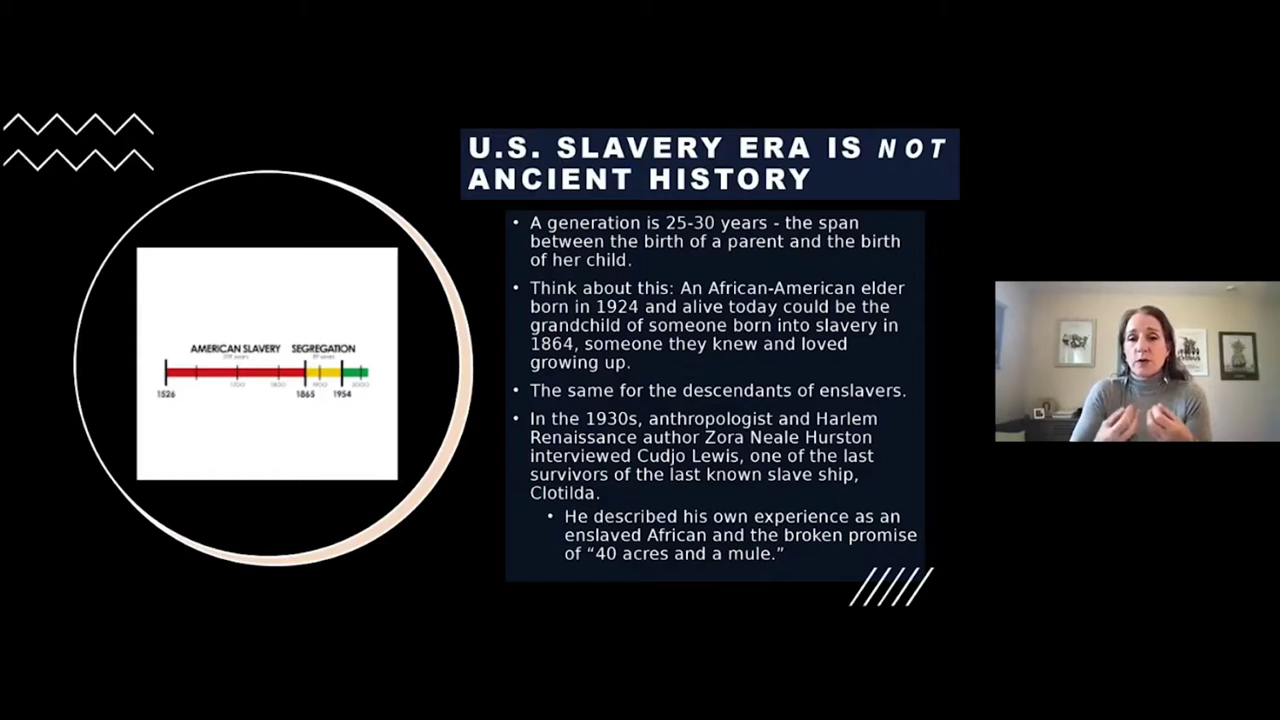 U.S. SLAVERY ERA IS NOT
ANCIENT HISTORY
• A generation is 25-30 years - the span
between the birth of a parent and the birth
of her child.
• Think about this: An African-American elder
born in 1924 and alive today could be the
grandchild of someone born into slavery in
1864, someone they knew and loved
growing up.
• The same for the descendants of enslavers.
• In the 1930s, anthropologist and Harlem
Renaissance author Zora Neale Hurston
interviewed Cudjo Lewis, one of the last
survivors of the last known slave ship,
Clotilda.
• He described his own experience as an
enslaved African and the broken promise
of “40 acres and a mule.”
AMERICAN SLAVERY SEGREGATION
1700 1800 1900 2000
1526 1865 1954